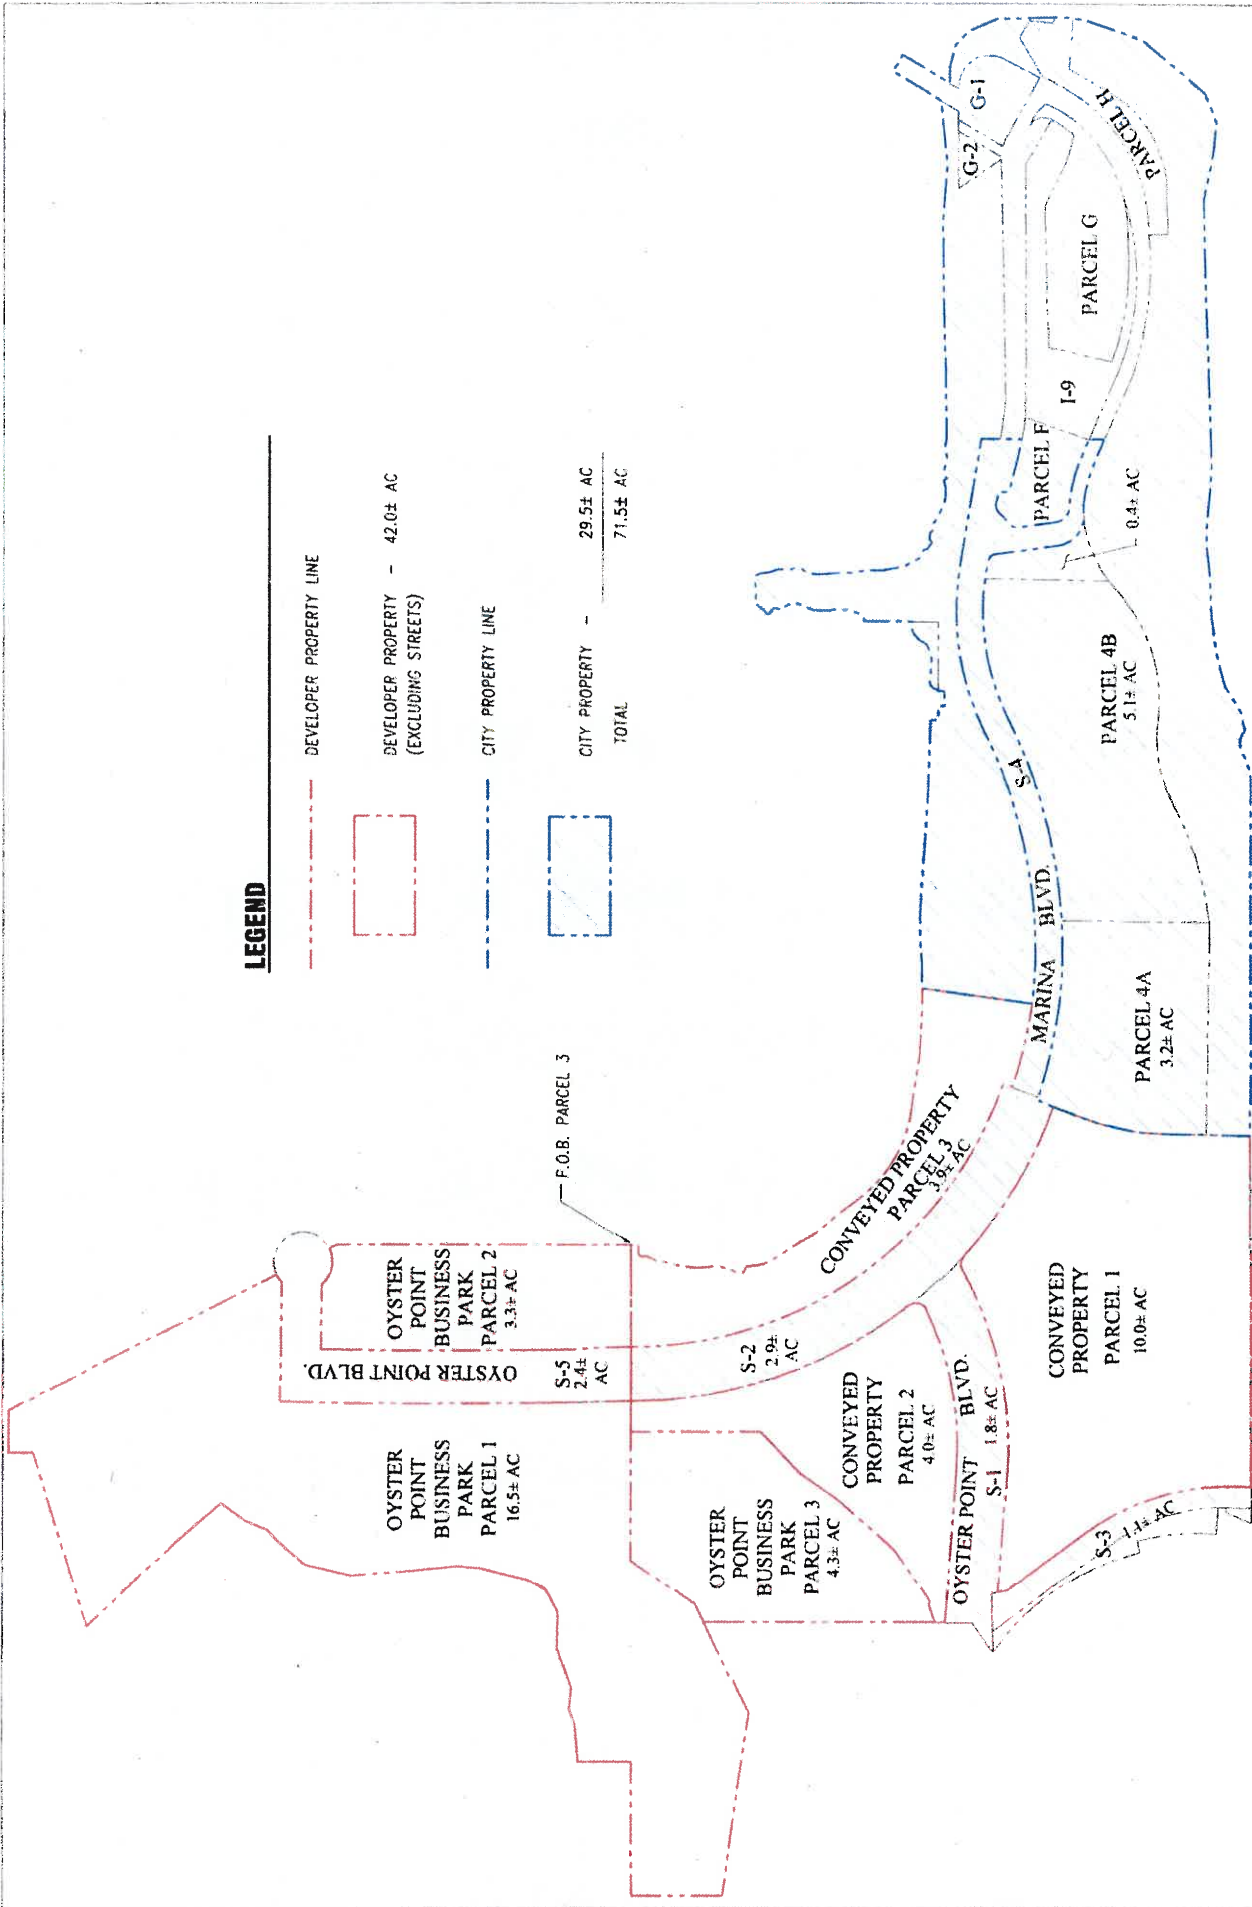 LEGEND
DEVELOPER PROPERTY LINE
DEVELOPER PROPERTY - 42.0± AC
(EXCLUDING STREETS)
CITY PROPERTY LINE
CITY PROPERTY - 29.5± AC
TOTAL 71.5± AC
F.O.B. PARCEL 3
OYSTER
POINT
BUSINESS
PARK
PARCEL 1
16.5± AC
OYSTER
POINT
BUSINESS
PARK
PARCEL 2
3.3± AC
OYSTER POINT BLVD.
S-5
2.4±
AC
OYSTER
POINT
BUSINESS
PARK
PARCEL 3
4.3± AC
S-2
2.9±
AC
CONVEYED
PROPERTY
PARCEL 2
4.0± AC
CONVEYED PROPERTY
PARCEL 3
3.9± AC
OYSTER POINT BLVD.
S-1 1.8± AC
CONVEYED
PROPERTY
PARCEL 1
10.0± AC
S-3 1.1± AC
MARINA BLVD.
S-4
PARCEL 4A
3.2± AC
PARCEL 4B
5.1± AC
0.4± AC
PARCEL F
I-9
PARCEL G
G-2
G-1
PARCEL H